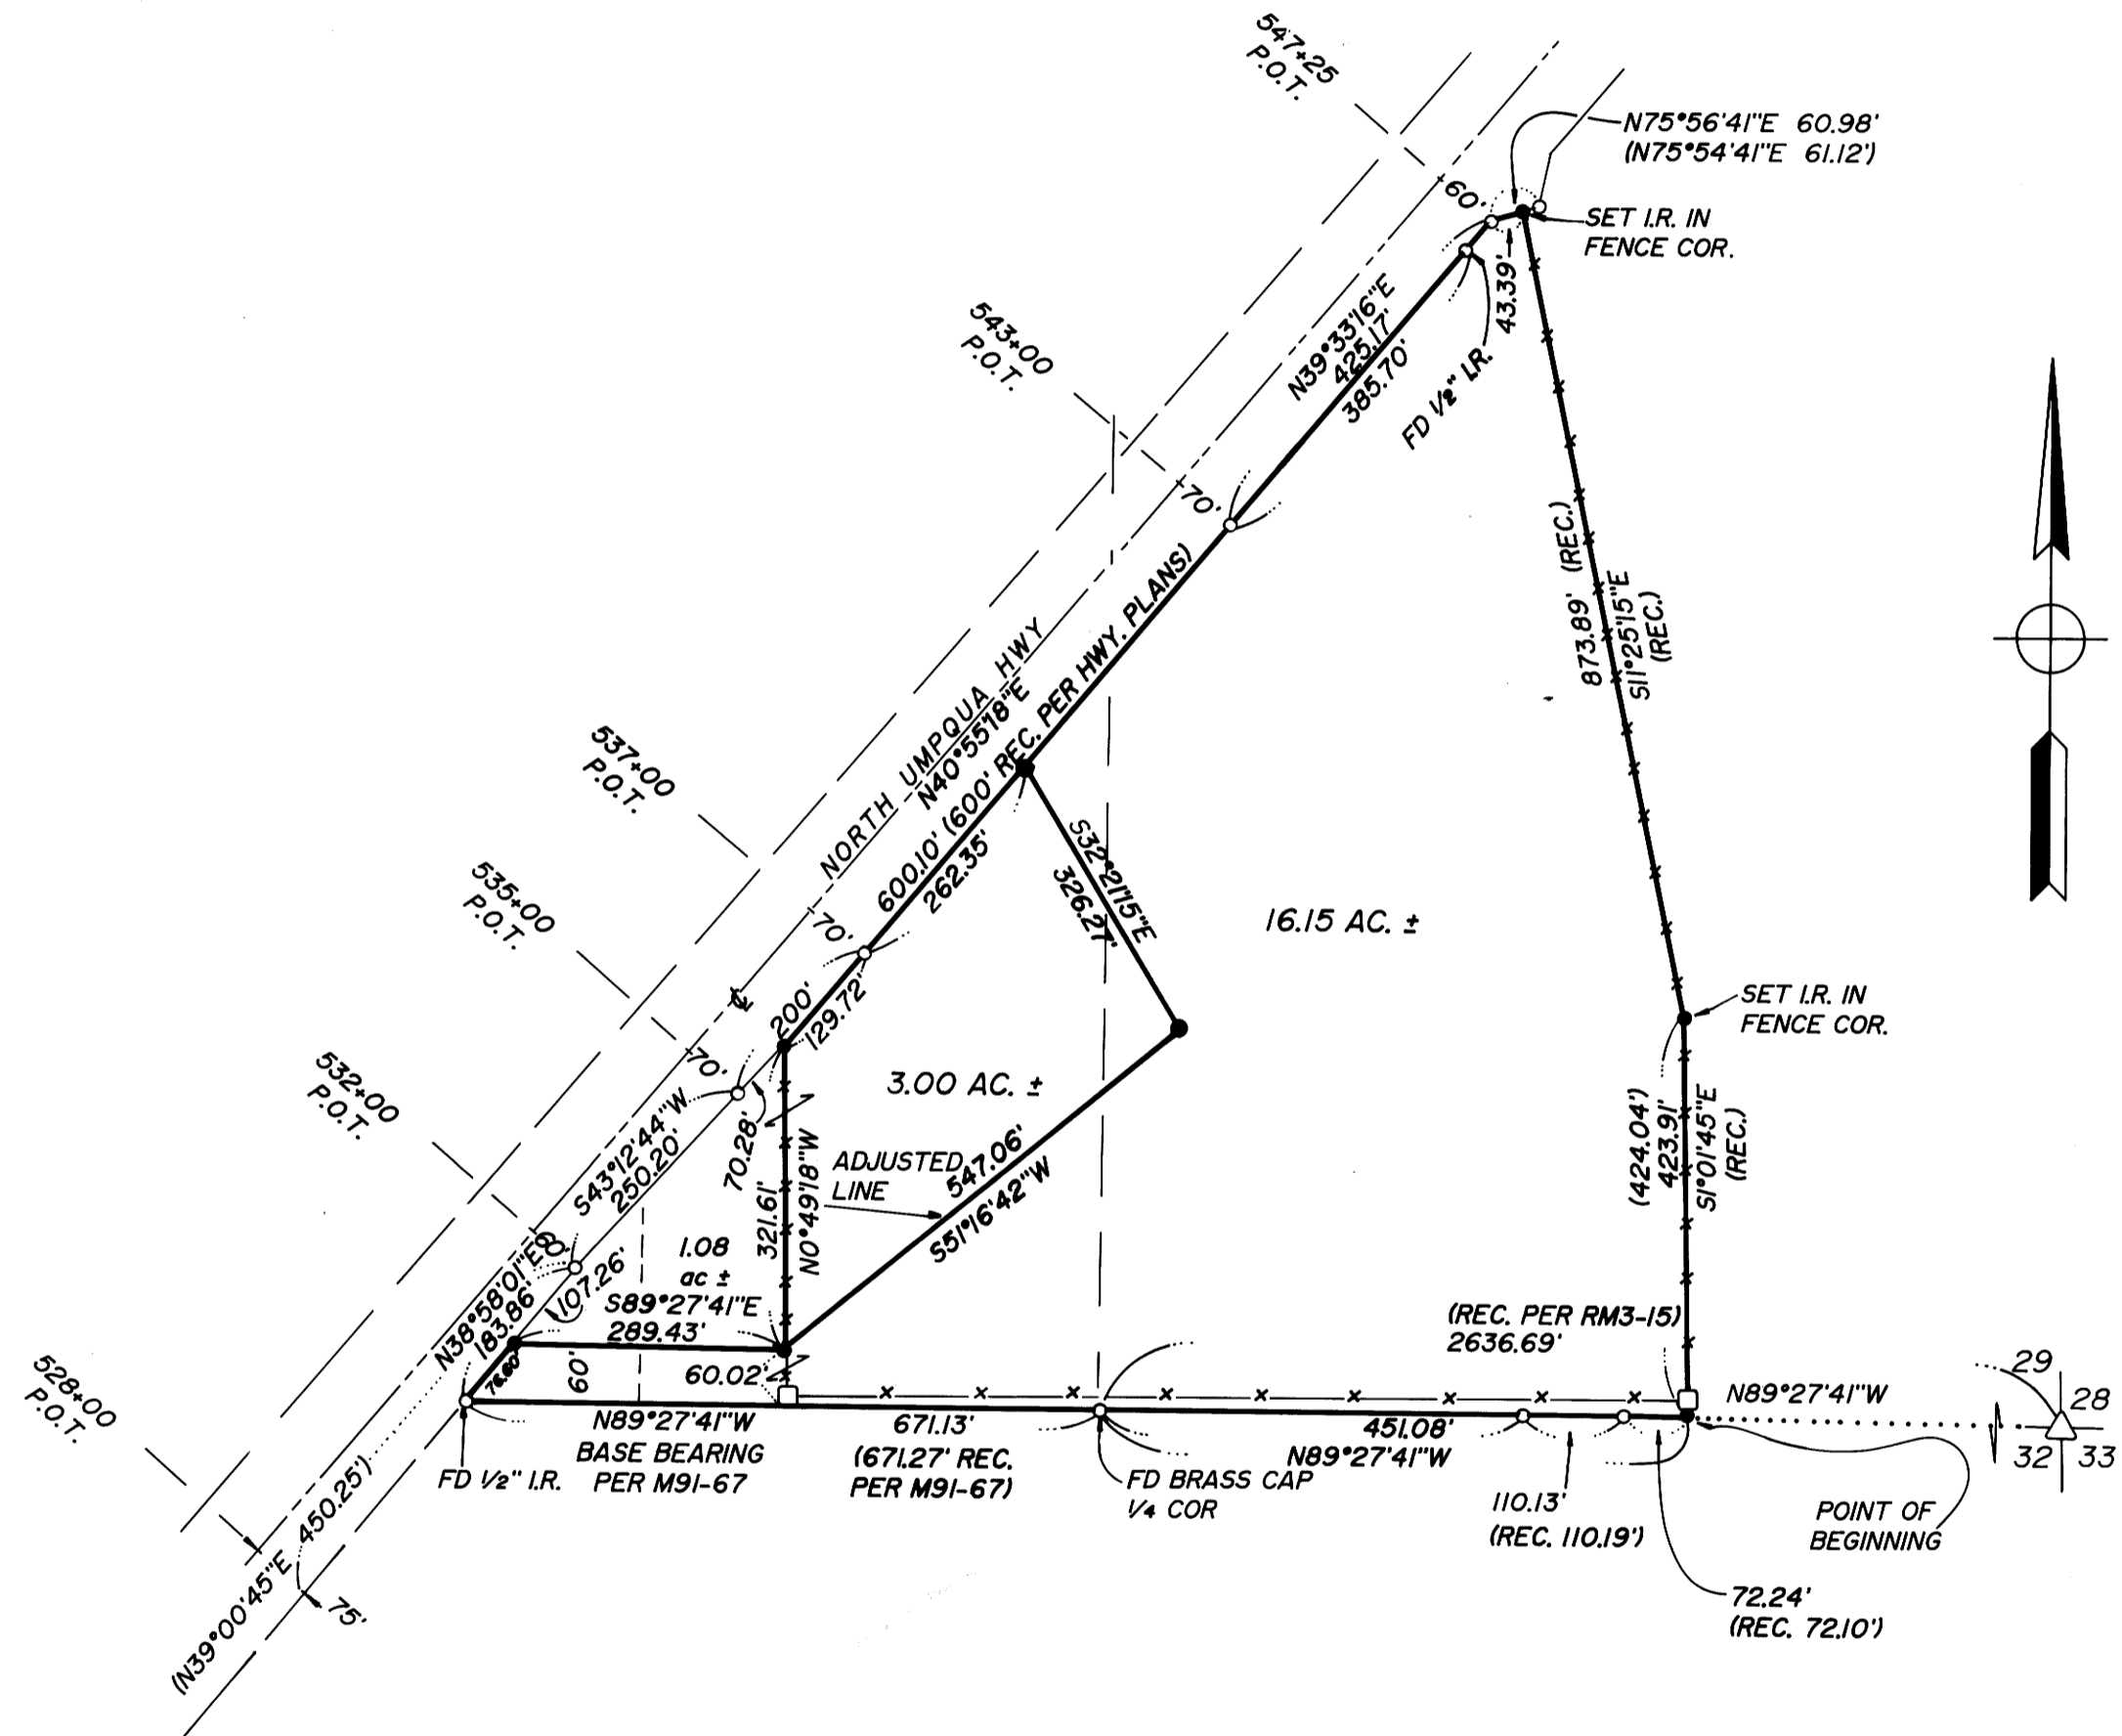 547+25
P.O.T.
N75°56'41"E 60.98'
(N75°54'41"E 61.12')
60'
SET I.R. IN
FENCE COR.
43.39'
543+00
P.O.T.
N39°33'16"E
425.17'
385.70'
FD 1/2" I.R.
70'
873.89' (REC.)
S11°25'15"E
(REC.)
NORTH UMPQUA HWY
N40°55'18"E
600.10' (600' REC. PER HWY. PLANS)
262.35'
537+00
P.O.T.
S32°21'15"E
326.27'
535+00
P.O.T.
16.15 AC. ±
70'
℄
200'
129.72'
SET I.R. IN
FENCE COR.
532+00
P.O.T.
70'
3.00 AC. ±
S43°12'44"W
250.20'
70.28'
321.61'
N0°49'18"W
ADJUSTED
LINE
547.06'
S51°16'42"W
(424.04')
423.91'
S1°01'45"E
(REC.)
N38°58'01"E
183.86'
60'
107.26'
1.08
ac ±
S89°27'41"E
289.43'
76.60'
60'
60.02'
(REC. PER RM3-15)
2636.69'
528+00
P.O.T.
N89°27'41"W
29
28
32
33
N89°27'41"W
BASE BEARING
PER M91-67
671.13'
(671.27' REC.
PER M91-67)
451.08'
N89°27'41"W
FD 1/2" I.R.
FD BRASS CAP
1/4 COR
110.13'
(REC. 110.19')
POINT OF
BEGINNING
72.24'
(REC. 72.10')
(N39°00'45"E 450.25')
75'